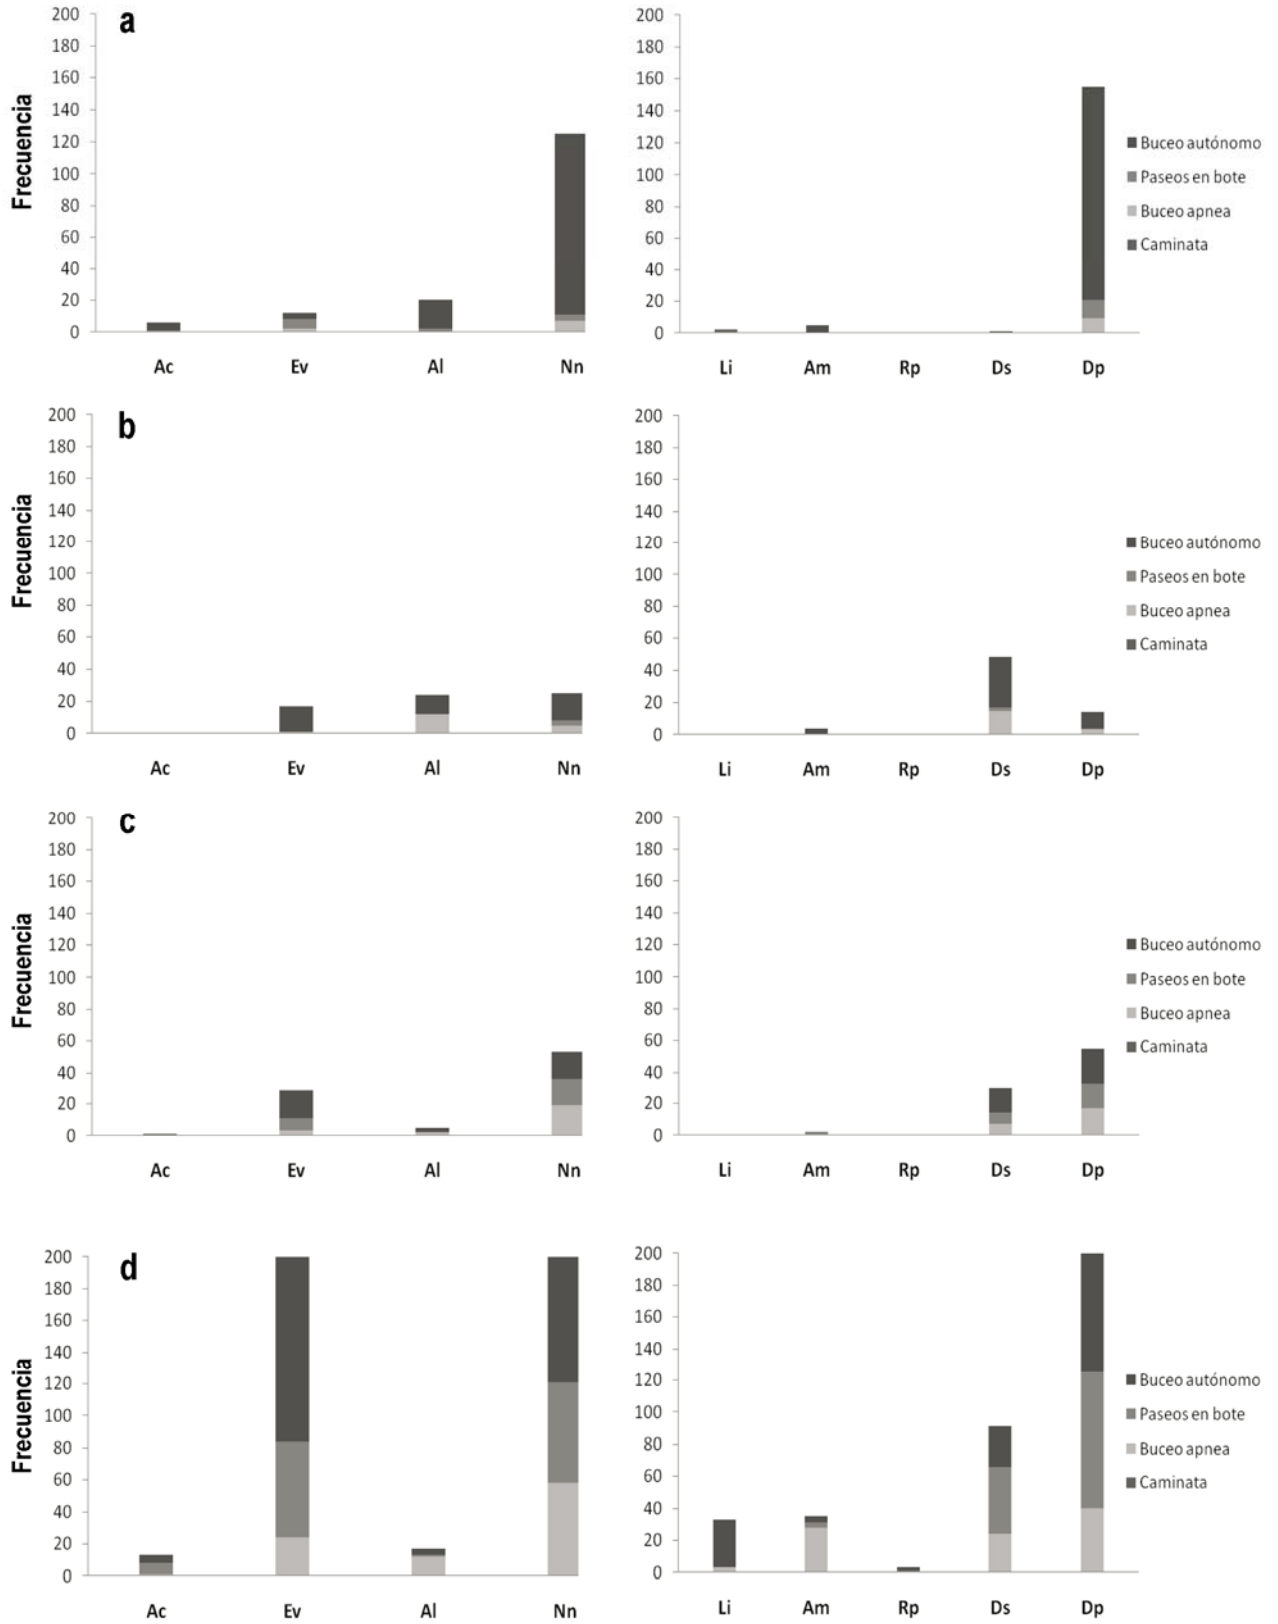 a
200
180
160
140
120
100
80
60
40
20
0
Frecuencia
Ac Ev Al Nn
200
180
160
140
120
100
80
60
40
20
0
Li Am Rp Ds Dp
Buceo autónomo
Paseos en bote
Buceo apnea
Caminata
b
200
180
160
140
120
100
80
60
40
20
0
Frecuencia
Ac Ev Al Nn
200
180
160
140
120
100
80
60
40
20
0
Li Am Rp Ds Dp
Buceo autónomo
Paseos en bote
Buceo apnea
Caminata
c
200
180
160
140
120
100
80
60
40
20
0
Frecuencia
Ac Ev Al Nn
200
180
160
140
120
100
80
60
40
20
0
Li Am Rp Ds Dp
Buceo autónomo
Paseos en bote
Buceo apnea
Caminata
d
200
180
160
140
120
100
80
60
40
20
0
Frecuencia
Ac Ev Al Nn
200
180
160
140
120
100
80
60
40
20
0
Li Am Rp Ds Dp
Buceo autónomo
Paseos en bote
Buceo apnea
Caminata